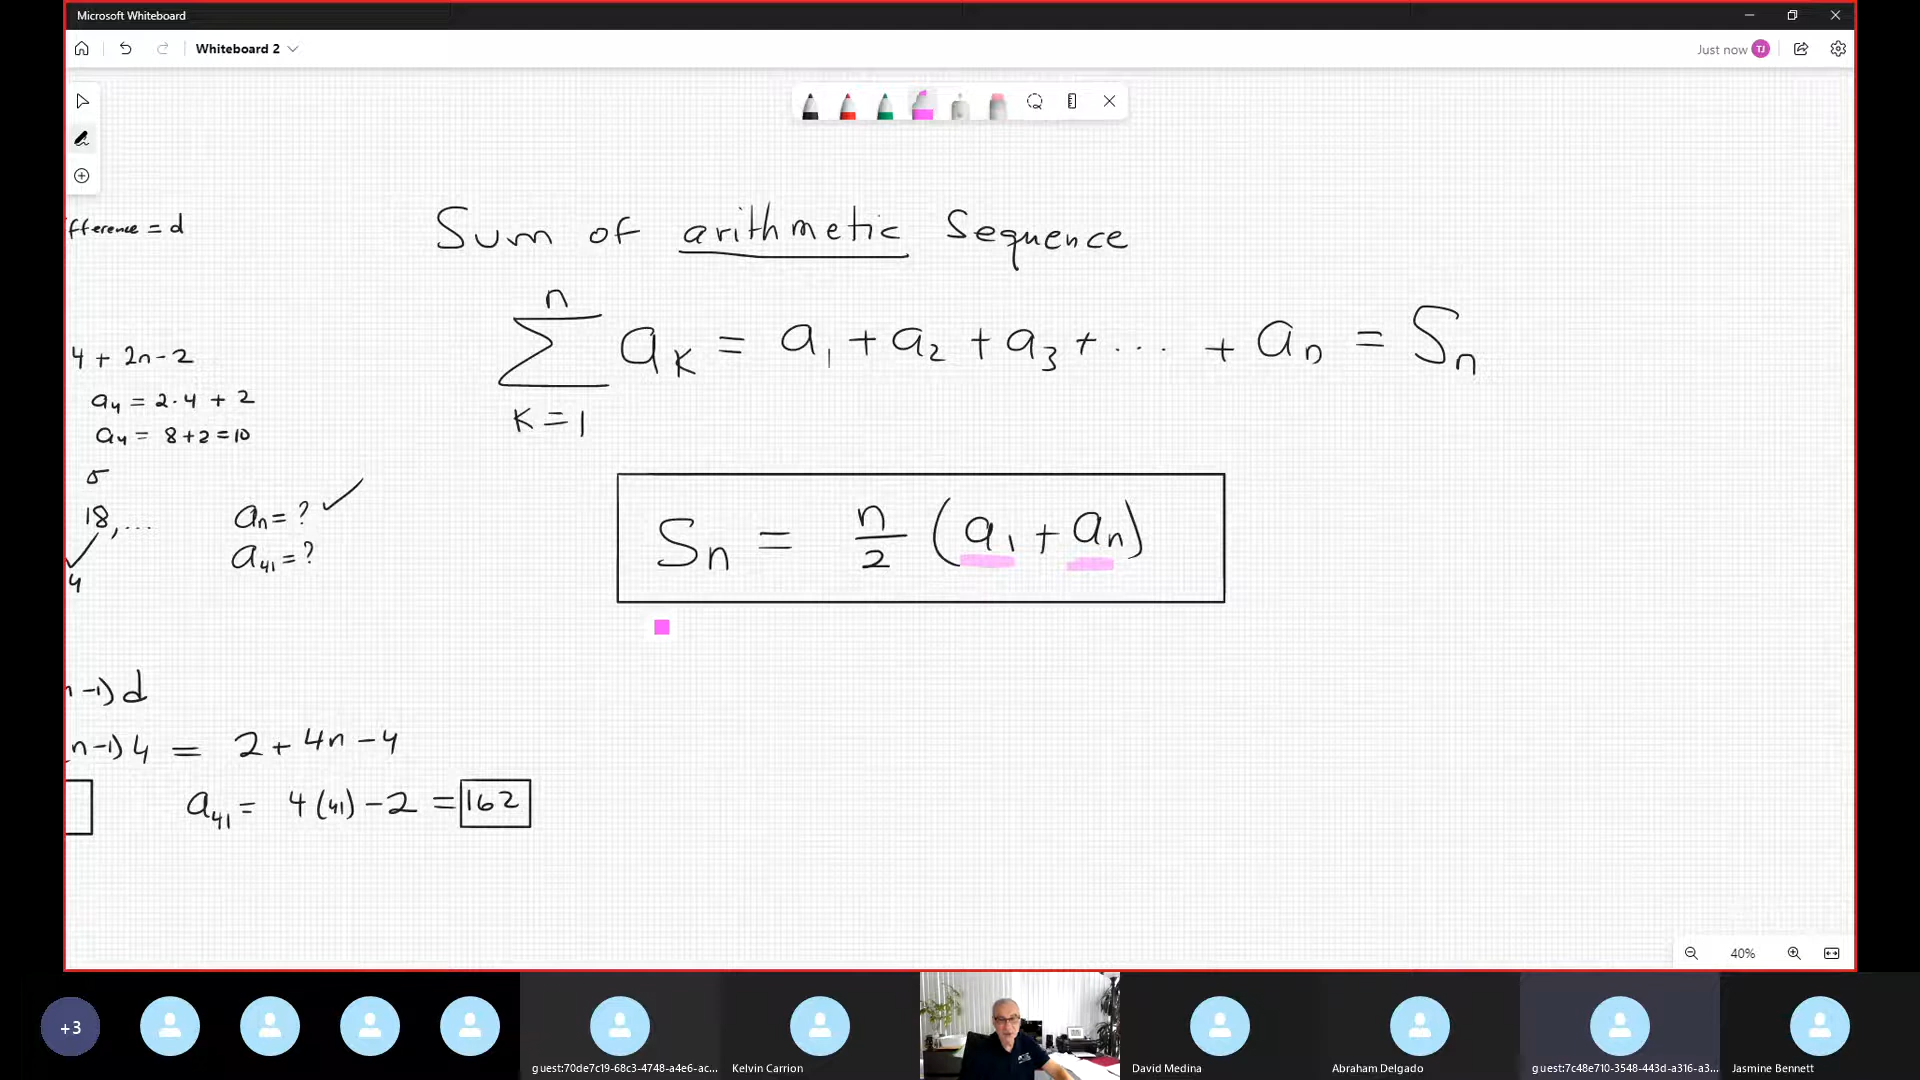 Microsoft Whiteboard
Whiteboard 2
Just now TJ
fference = d
Sum of arithmetic Sequence
n
∑ aₖ = a₁ + a₂ + a₃ + ... + aₙ = Sₙ
K = 1
4 + 2n - 2
a₄ = 2·4 + 2
a₄ = 8 + 2 = 10
5
18, ...
aₙ = ? ✓
a₄₁ = ?
4
Sₙ = n/2 (a₁ + aₙ)
n -1) d
n -1) 4 = 2 + 4n - 4
a₄₁ = 4(41) - 2 = 162
40%
+3
guest:70de7c19-68c3-4748-a4e6-ac...
Kelvin Carrion
David Medina
Abraham Delgado
guest:7c48e710-3548-443d-a316-a3...
Jasmine Bennett